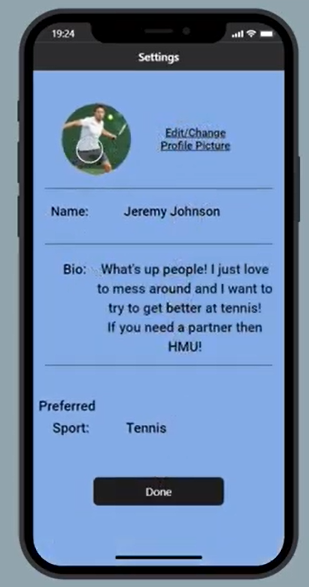 19:24
Settings
Edit/Change
Profile Picture
Name: Jeremy Johnson
Bio: What's up people! I just love
to mess around and I want to
try to get better at tennis!
If you need a partner then
HMU!
Preferred
Sport: Tennis
Done